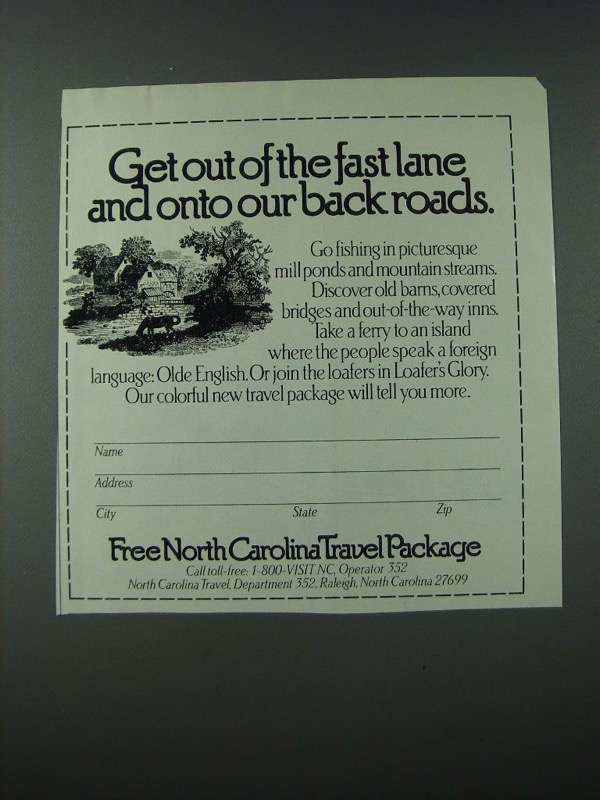 Get out of the fast lane
and onto our back roads.
Go fishing in picturesque
mill ponds and mountain streams.
Discover old barns, covered
bridges and out-of-the-way inns.
Take a ferry to an island
where the people speak a foreign
language: Olde English. Or join the loafers in Loafer's Glory.
Our colorful new travel package will tell you more.
Name
Address
City State Zip
Free North Carolina Travel Package
Call toll-free: 1-800-VISIT NC, Operator 352
North Carolina Travel, Department 352, Raleigh, North Carolina 27699